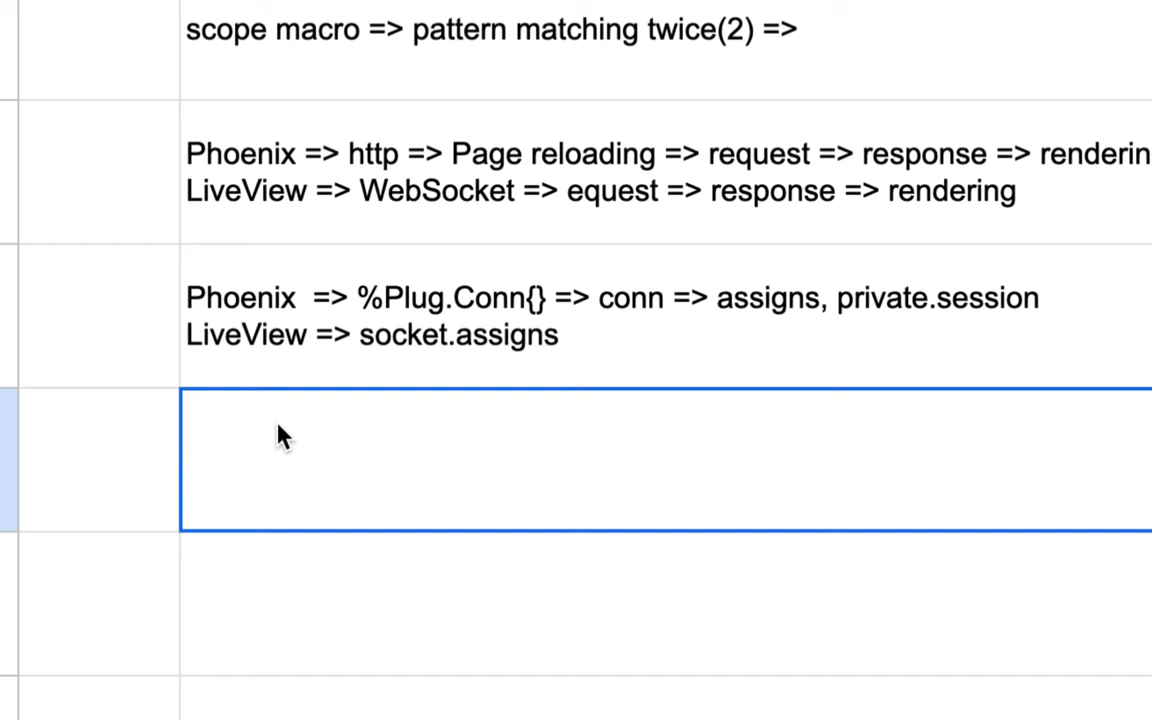 scope macro => pattern matching twice(2) =>
Phoenix => http => Page reloading => request => response => renderin
LiveView => WebSocket => equest => response => rendering
Phoenix  => %Plug.Conn{} => conn => assigns, private.session
LiveView => socket.assigns